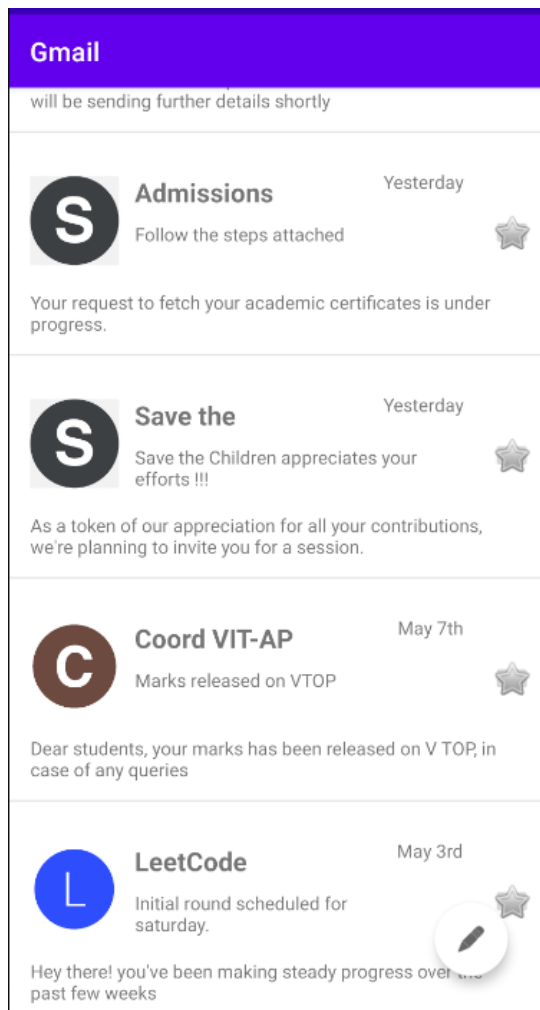 Gmail
will be sending further details shortly
S
Admissions
Yesterday
Follow the steps attached
Your request to fetch your academic certificates is under
progress.
S
Save the
Yesterday
Save the Children appreciates your
efforts !!!
As a token of our appreciation for all your contributions,
we're planning to invite you for a session.
C
Coord VIT-AP
May 7th
Marks released on VTOP
Dear students, your marks has been released on V TOP, in
case of any queries
L
LeetCode
May 3rd
Initial round scheduled for
saturday.
Hey there! you've been making steady progress over the
past few weeks